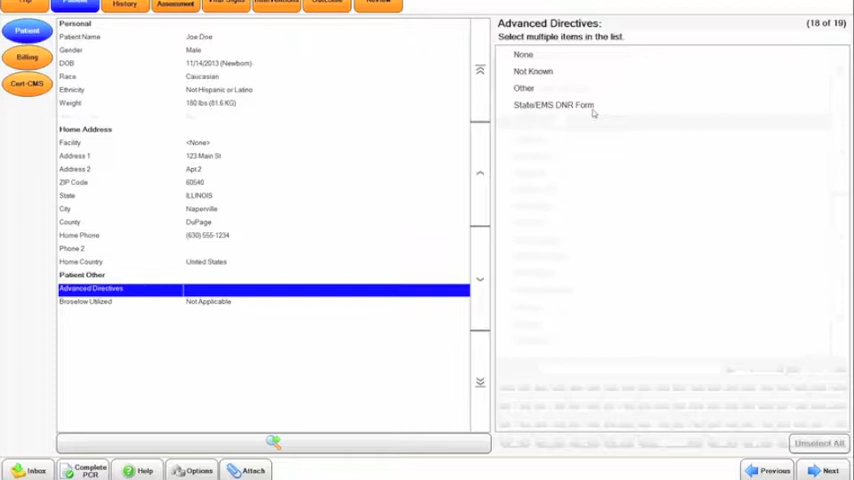 Trip
Patient
History
Assessment
Vital Signs
Interventions
Outcome
Review
Patient
Billing
Cert-CMS
Personal
Patient Name Joe Doe
Gender Male
DOB 11/14/2013 (Newborn)
Race Caucasian
Ethnicity Not Hispanic or Latino
Weight 180 lbs (81.6 KG)
Home Address
Facility <None>
Address 1 123 Main St
Address 2 Apt 2
ZIP Code 60540
State ILLINOIS
City Naperville
County DuPage
Home Phone (630) 555-1234
Phone 2
Home Country United States
Patient Other
Advanced Directives
Broselow Utilized Not Applicable
Advanced Directives: (18 of 19)
Select multiple items in the list.
None
Not Known
Other
State/EMS DNR Form
Unselect All
Inbox
Complete
PCR
Help
Options
Attach
Previous
Next